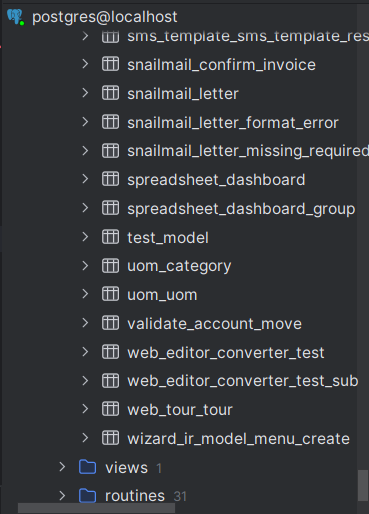 postgres@localhost
sms_template_sms_template_res
snailmail_confirm_invoice
snailmail_letter
snailmail_letter_format_error
snailmail_letter_missing_required
spreadsheet_dashboard
spreadsheet_dashboard_group
test_model
uom_category
uom_uom
validate_account_move
web_editor_converter_test
web_editor_converter_test_sub
web_tour_tour
wizard_ir_model_menu_create
views 1
routines 31